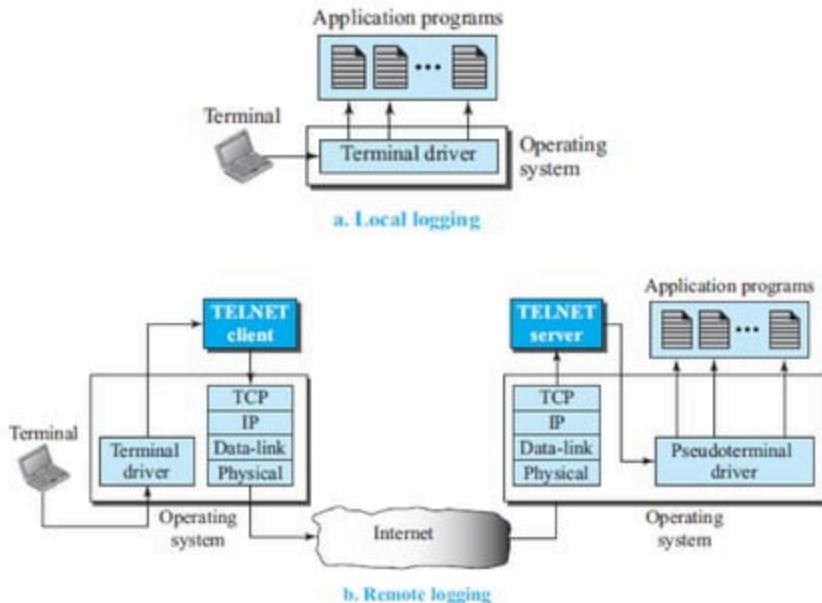 Application programs
•••
Terminal
Terminal driver
Operating
system
a. Local logging
TELNET
client
TCP
IP
Data-link
Physical
Terminal
Terminal
driver
Operating
system
Internet
TELNET
server
Application programs
•••
TCP
IP
Data-link
Physical
Pseudoterminal
driver
Operating
system
b. Remote logging